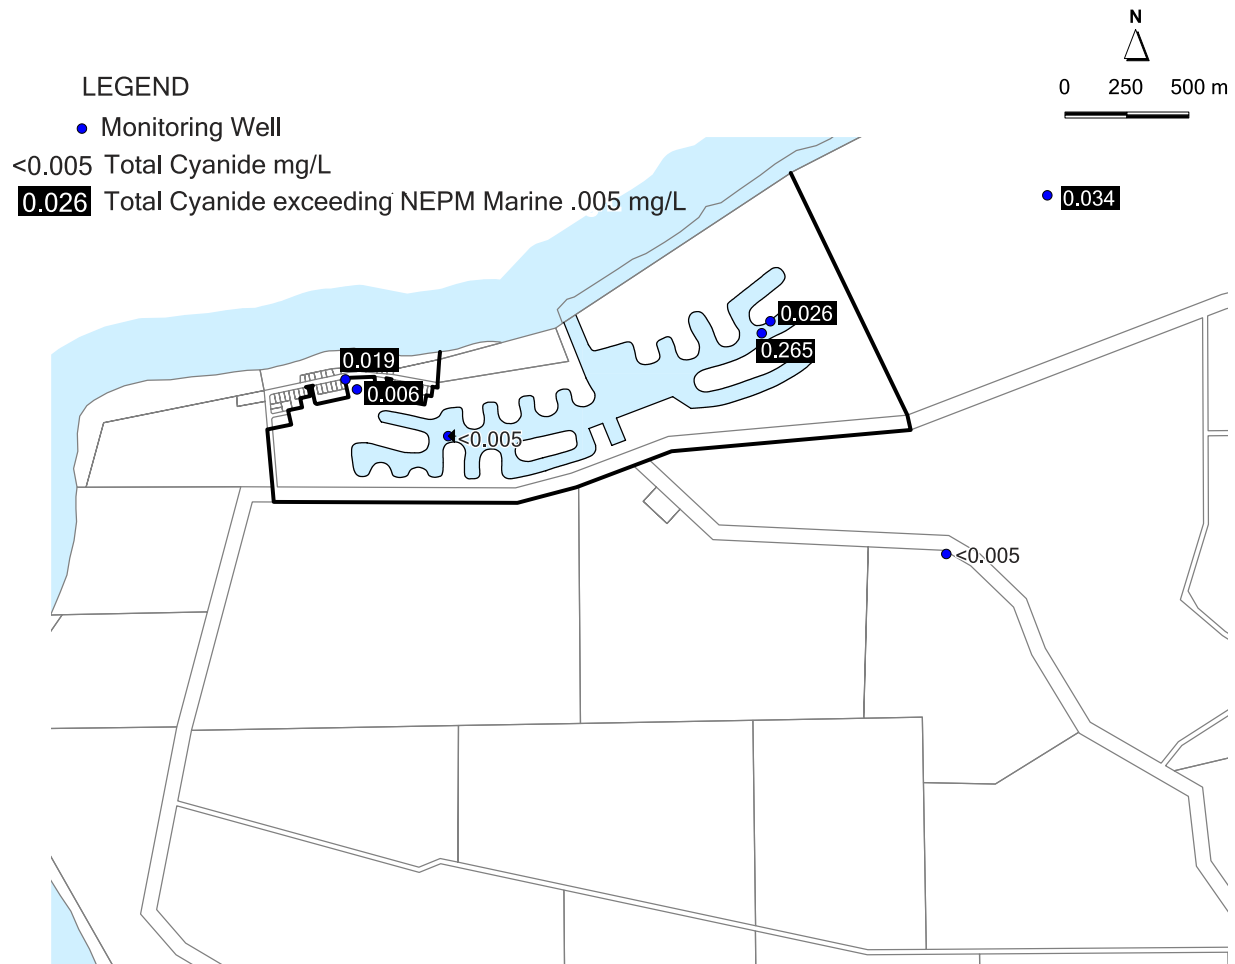 N
0 250 500 m
LEGEND
Monitoring Well
<0.005 Total Cyanide mg/L
0.026 Total Cyanide exceeding NEPM Marine .005 mg/L
0.034
0.026
0.265
0.019
0.006
<0.005
<0.005